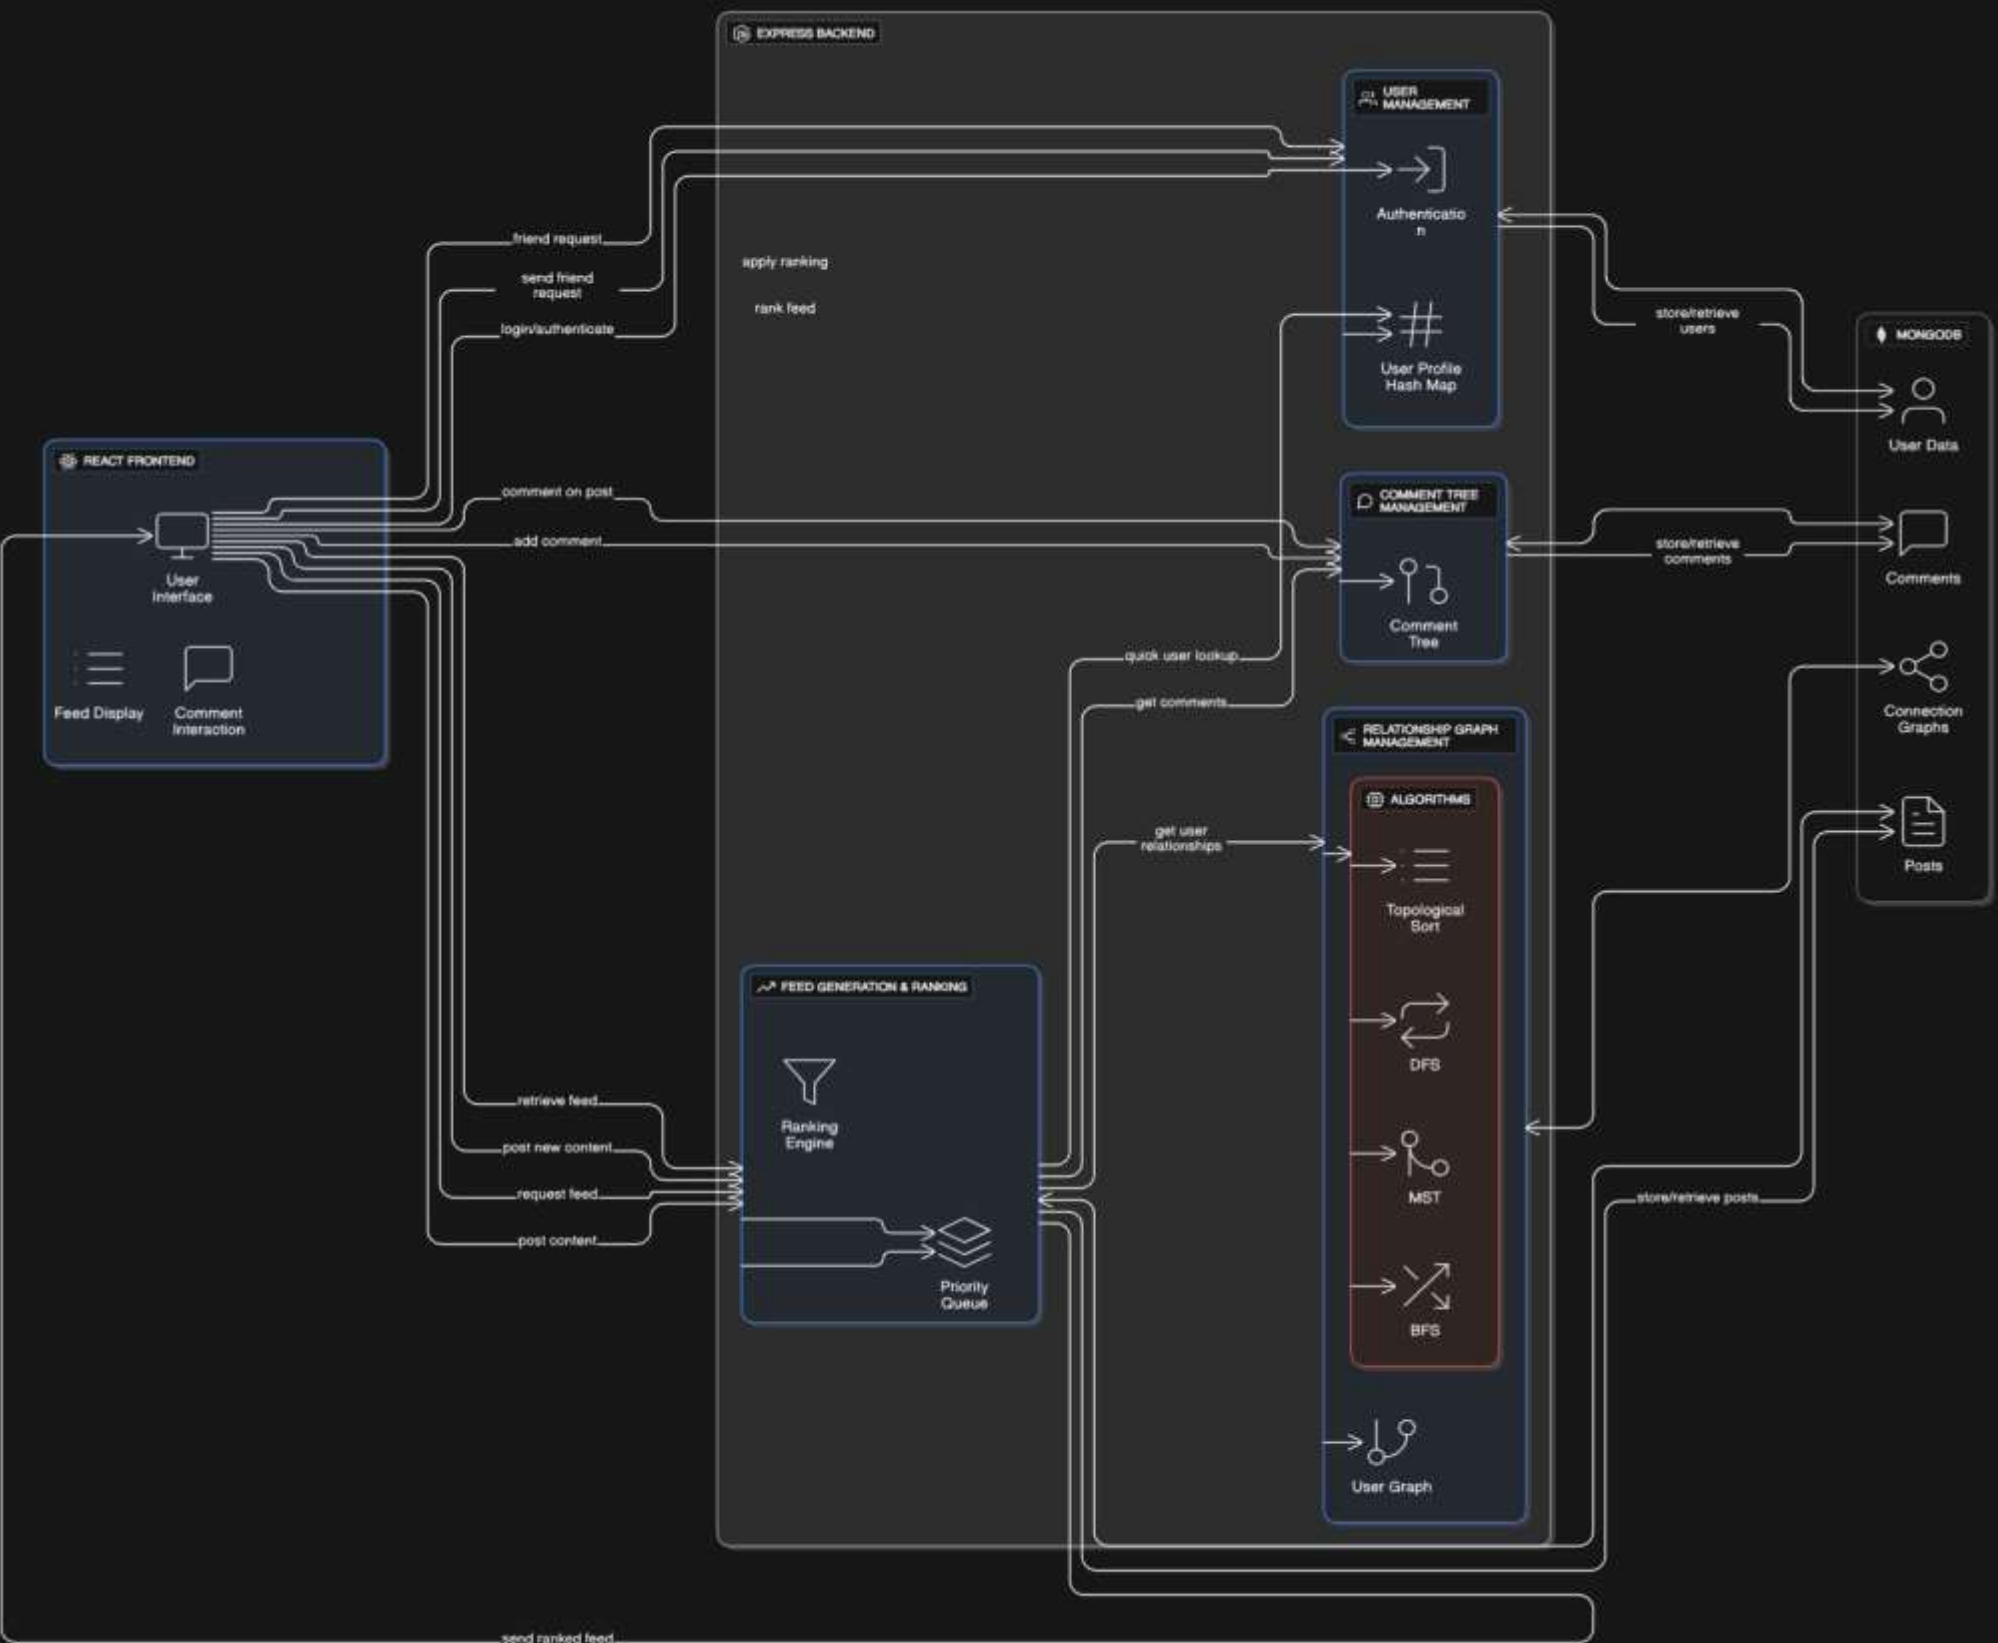 EXPRESS BACKEND
USER
MANAGEMENT
Authenticatio
n
User Profile
Hash Map
friend request
send friend
request
login/authenticate
apply ranking
rank feed
store/retrieve
users
MONGODB
User Data
Comments
Connection
Graphs
Posts
REACT FRONTEND
User
Interface
Feed Display
Comment
Interaction
comment on post
add comment
COMMENT TREE
MANAGEMENT
Comment
Tree
store/retrieve
comments
quick user lookup
get comments
RELATIONSHIP GRAPH
MANAGEMENT
ALGORITHMS
get user
relationships
Topological
Sort
DFS
MST
BFS
User Graph
FEED GENERATION & RANKING
Ranking
Engine
Priority
Queue
retrieve feed
post new content
request feed
post content
store/retrieve posts
send ranked feed